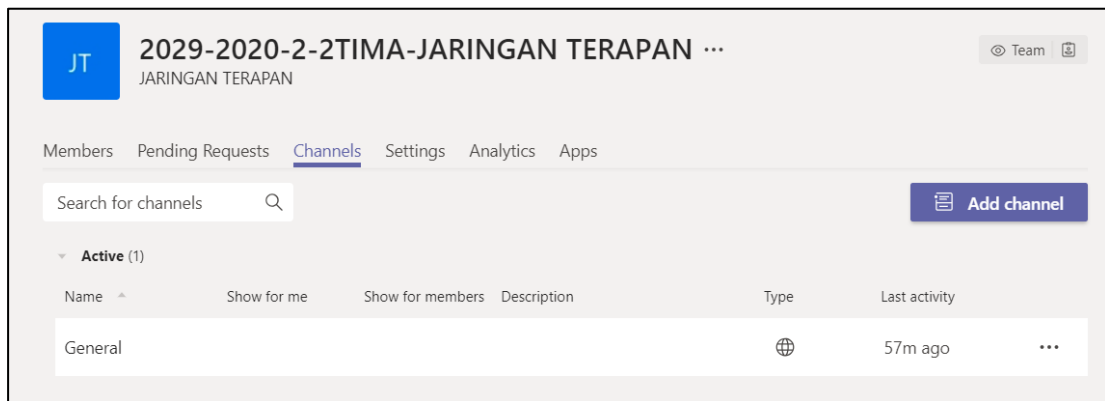 JT
2029-2020-2-2TIMA-JARINGAN TERAPAN ...
JARINGAN TERAPAN
Team
Members Pending Requests Channels Settings Analytics Apps
Search for channels
Add channel
Active (1)
Name Show for me Show for members Description Type Last activity
General 57m ago ...